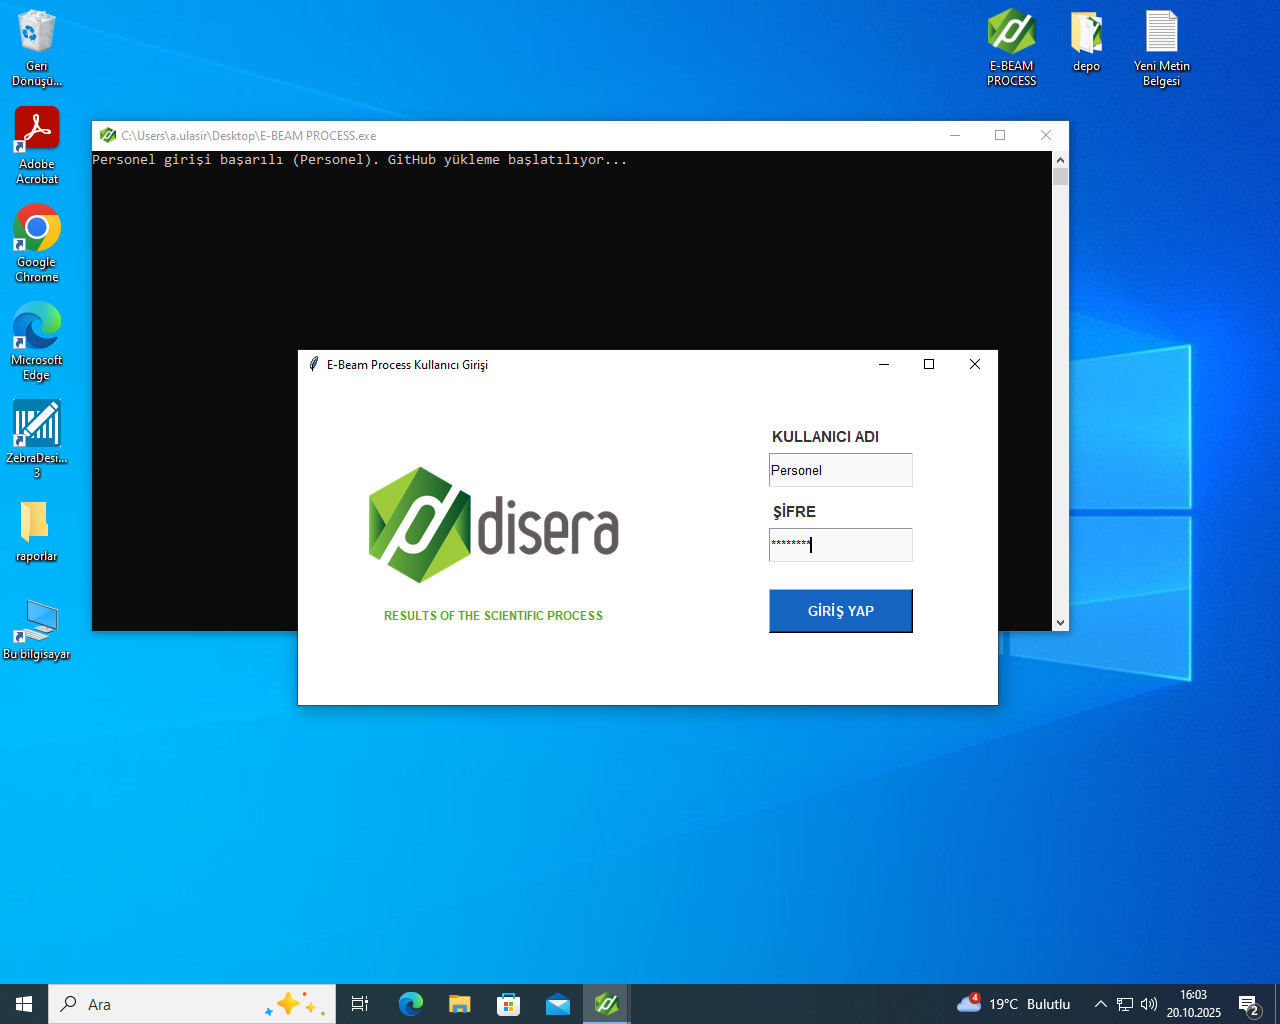 Geri
Dönüşü...
Adobe
Acrobat
Google
Chrome
Microsoft
Edge
ZebraDesi...
3
raporlar
Bu bilgisayar
E-BEAM
PROCESS
depo
Yeni Metin
Belgesi
C:\Users\a.ulasir\Desktop\E-BEAM PROCESS.exe
Personel girişi başarılı (Personel). GitHub yükleme başlatılıyor...
E-Beam Process Kullanıcı Girişi
disera
RESULTS OF THE SCIENTIFIC PROCESS
KULLANICI ADI
Personel
ŞİFRE
********
GİRİŞ YAP
Ara
4
19°C Bulutlu
16:03
20.10.2025
2